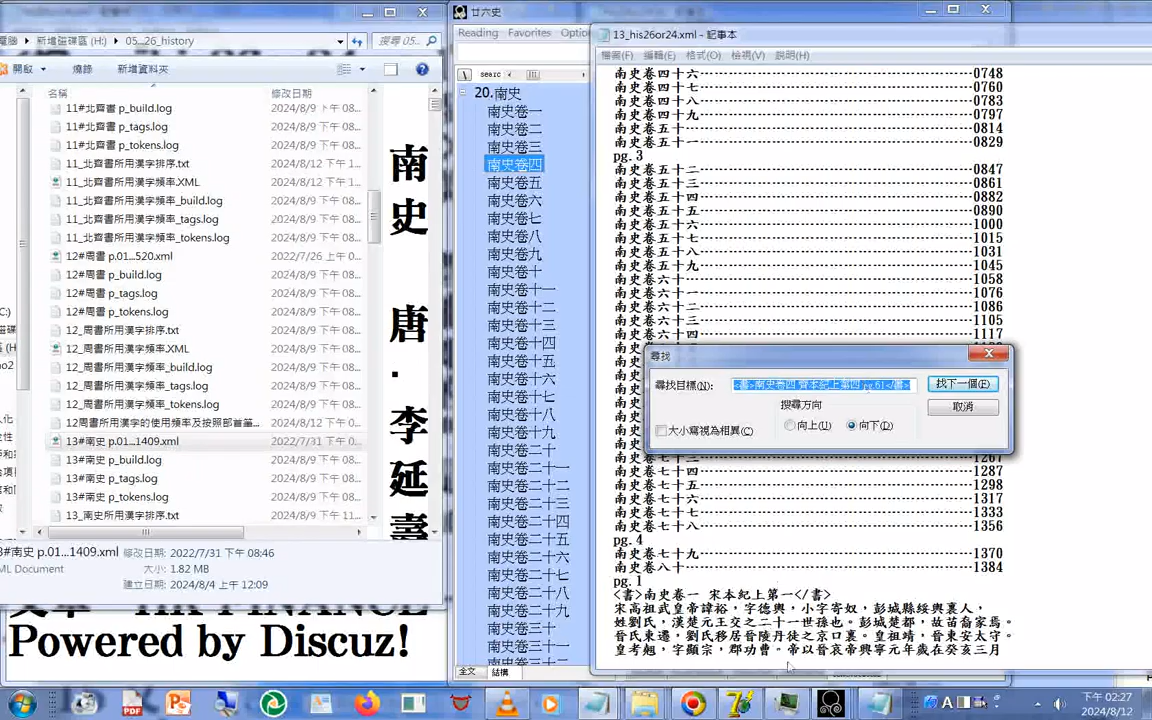 腦 新增磁碟區 (H:) 05...26_history
搜尋 05...
開啟 燒錄 新增資料夾
名稱 修改日期
11#北齊書 p_build.log 2024/8/9 下午 08...
11#北齊書 p_tags.log 2024/8/9 下午 08...
11#北齊書 p_tokens.log 2024/8/9 下午 08...
11_北齊書所用漢字排序.txt 2024/8/12 下午 1...
11_北齊書所用漢字頻率.XML 2024/8/12 下午 1...
11_北齊書所用漢字頻率_build.log 2024/8/9 下午 08...
11_北齊書所用漢字頻率_tags.log 2024/8/9 下午 08...
11_北齊書所用漢字頻率_tokens.log 2024/8/9 下午 08...
12#周書 p.01...520.xml 2022/7/26 上午 0...
12#周書 p_build.log 2024/8/9 下午 08...
12#周書 p_tags.log 2024/8/9 下午 08...
12#周書 p_tokens.log 2024/8/9 下午 08...
12_周書所用漢字排序.txt 2024/8/9 下午 08...
12_周書所用漢字頻率.XML 2024/8/9 下午 08...
12_周書所用漢字頻率_build.log 2024/8/9 下午 08...
12_周書所用漢字頻率_tags.log 2024/8/9 下午 08...
12_周書所用漢字頻率_tokens.log 2024/8/9 下午 08...
12周書漢字的使用頻率及按照部首筆... 2024/8/9 下午 08...
13#南史 p.01...1409.xml 2022/7/31 下午 0...
13#南史 p_build.log 2024/8/9 下午 08...
13#南史 p_tags.log 2024/8/9 下午 08...
13#南史 p_tokens.log 2024/8/9 下午 08...
13_南史所用漢字排序.txt 2024/8/9 下午 11...
3#南史 p.01...1409.xml 修改日期: 2022/7/31 下午 08:46
ML Document 大小: 1.82 MB
建立日期: 2024/8/4 上午 12:09
南史 唐．李延壽
Powered by Discuz!
廿六史
Reading Favorites Optio
searc
20.南史
南史卷一
南史卷二
南史卷三
南史卷四
南史卷五
南史卷六
南史卷七
南史卷八
南史卷九
南史卷十
南史卷十一
南史卷十二
南史卷十三
南史卷十四
南史卷十五
南史卷十六
南史卷十七
南史卷十八
南史卷十九
南史卷二十
南史卷二十一
南史卷二十二
南史卷二十三
南史卷二十四
南史卷二十五
南史卷二十六
南史卷二十七
南史卷二十八
南史卷二十九
南史卷三十
南史卷三十一
全文 結構
13_his26or24.xml - 記事本
檔案(F) 編輯(E) 格式(O) 檢視(V) 說明(H)
南史卷四十六┄┄┄┄┄┄┄┄┄┄0748
南史卷四十七┄┄┄┄┄┄┄┄┄┄0760
南史卷四十八┄┄┄┄┄┄┄┄┄┄0783
南史卷四十九┄┄┄┄┄┄┄┄┄┄0797
南史卷五十┄┄┄┄┄┄┄┄┄┄┄0814
南史卷五十一┄┄┄┄┄┄┄┄┄┄0829
pg.3
南史卷五十二┄┄┄┄┄┄┄┄┄┄0847
南史卷五十三┄┄┄┄┄┄┄┄┄┄0861
南史卷五十四┄┄┄┄┄┄┄┄┄┄0882
南史卷五十五┄┄┄┄┄┄┄┄┄┄0890
南史卷五十六┄┄┄┄┄┄┄┄┄┄1000
南史卷五十七┄┄┄┄┄┄┄┄┄┄1015
南史卷五十八┄┄┄┄┄┄┄┄┄┄1031
南史卷五十九┄┄┄┄┄┄┄┄┄┄1045
南史卷六十┄┄┄┄┄┄┄┄┄┄┄1058
南史卷六十一┄┄┄┄┄┄┄┄┄┄1076
南史卷六十二┄┄┄┄┄┄┄┄┄┄1086
南史卷六十三┄┄┄┄┄┄┄┄┄┄1105
南史卷六十四┄┄┄┄┄┄┄┄┄┄1117
尋找
尋找目標(N): <書>南史卷四 齊本紀上第四 pg.61</書> 找下一個(F)
搜尋方向 取消
大小寫視為相異(C) 向上(U) 向下(D)
南史卷七十四┄┄┄┄┄┄┄┄┄┄1287
南史卷七十五┄┄┄┄┄┄┄┄┄┄1298
南史卷七十六┄┄┄┄┄┄┄┄┄┄1317
南史卷七十七┄┄┄┄┄┄┄┄┄┄1333
南史卷七十八┄┄┄┄┄┄┄┄┄┄1356
pg.4
南史卷七十九┄┄┄┄┄┄┄┄┄┄1370
南史卷八十┄┄┄┄┄┄┄┄┄┄┄1384
pg.1
<書>南史卷一 宋本紀上第一</書>
宋高祖武皇帝諱裕，字德輿，小字寄奴，彭城縣綏輿里人，
姓劉氏，漢楚元王交之二十一世孫也。彭城楚都，故苗裔家焉。
晉氏東遷，劉氏移居晉陵丹徒之京口里。皇祖靖，晉東安太守。
皇考翹，字顯宗，郡功曹。帝以晉哀帝興寧元年歲在癸亥三月
下午 02:27
2024/8/12